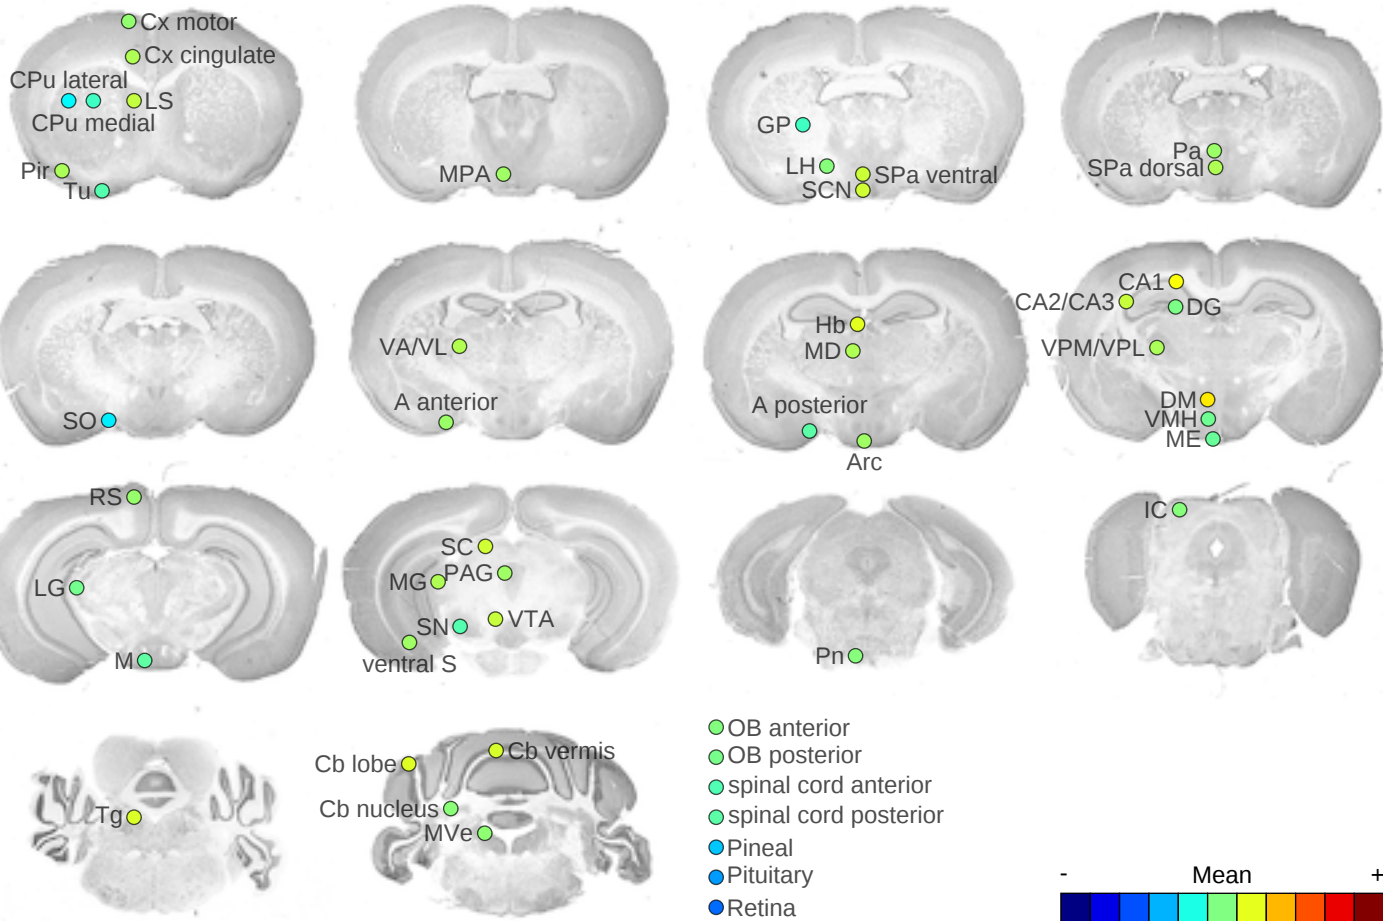 Cx motor
Cx cingulate
CPu lateral
LS
CPu medial
Pir
Tu
MPA
GP
LH
SPa ventral
SCN
Pa
SPa dorsal
SO
VA/VL
A anterior
Hb
MD
A posterior
Arc
CA1
CA2/CA3
DG
VPM/VPL
DM
VMH
ME
RS
LG
M
SC
MG
PAG
SN
VTA
ventral S
Pn
IC
Tg
Cb lobe
Cb vermis
Cb nucleus
MVe
OB anterior
OB posterior
spinal cord anterior
spinal cord posterior
Pineal
Pituitary
Retina
- Mean +